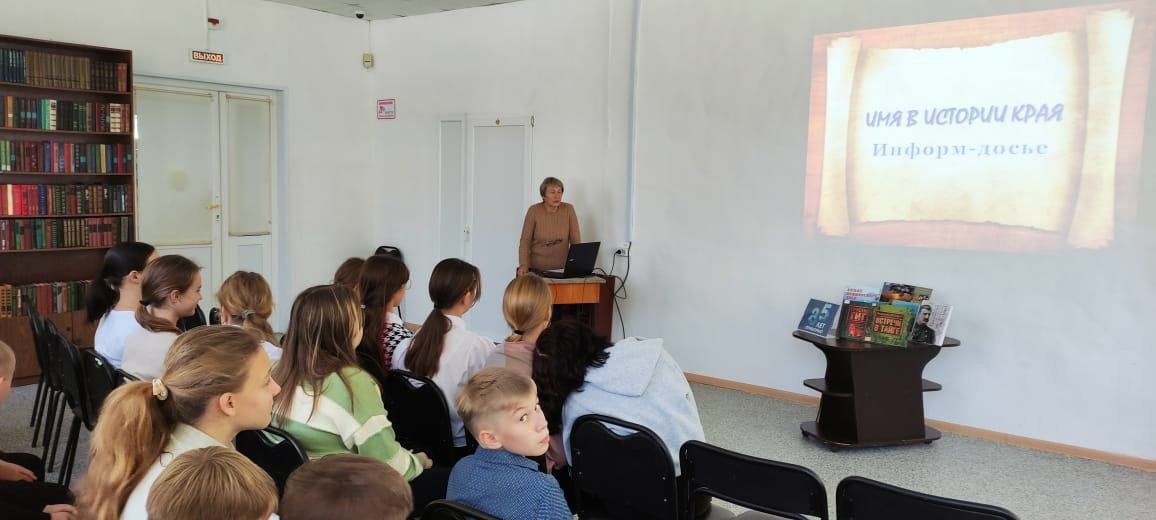 ВЫХОД
ИМЯ В ИСТОРИИ КРАЯ
Информ-досье
ВСТРЕЧИ
В ТАЙГЕ